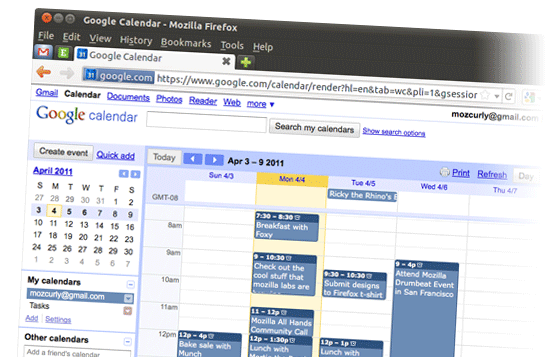 Google Calendar - Mozilla Firefox
File Edit View History Bookmarks Tools Help
31 Google Calendar
31 google.com https://www.google.com/calendar/render?hl=en&tab=wc&pli=1&gsession
Gmail Calendar Documents Photos Reader Web more ▼
mozcurly@gmail.com
Google calendar
Search my calendars
Show search options
Create event Quick add
Today Apr 3 – 9 2011
Print Refresh Day
April 2011
S M T W T F S
27 28 29 30 31 1 2
3 4 5 6 7 8 9
10 11 12 13 14 15 16
17 18 19 20 21 22 23
24 25 26 27 28 29 30
1 2 3 4 5 6 7
My calendars
mozcurly@gmail.com
Tasks
Add Settings
Other calendars
Add a friend's calendar
Sun 4/3 Mon 4/4 Tue 4/5 Wed 4/6 Thu 4/7
GMT-08
Ricky the Rhino's B
8am
9am
10am
11am
12pm
7:30 – 8:30
Breakfast with
Foxy
9 – 10:30
Check out the
cool stuff that
mozilla labs are
11 – 12
Mozilla All Hands
Community Call
12p – 4p
Bake sale with
Munch
12p –
Lunch with
9 – 10:30
Submit designs
to Firefox t-shirt
12p – 1p
Lunch with
9 – 4p
Attend Mozilla
Drumbeat Event
in San Francisco